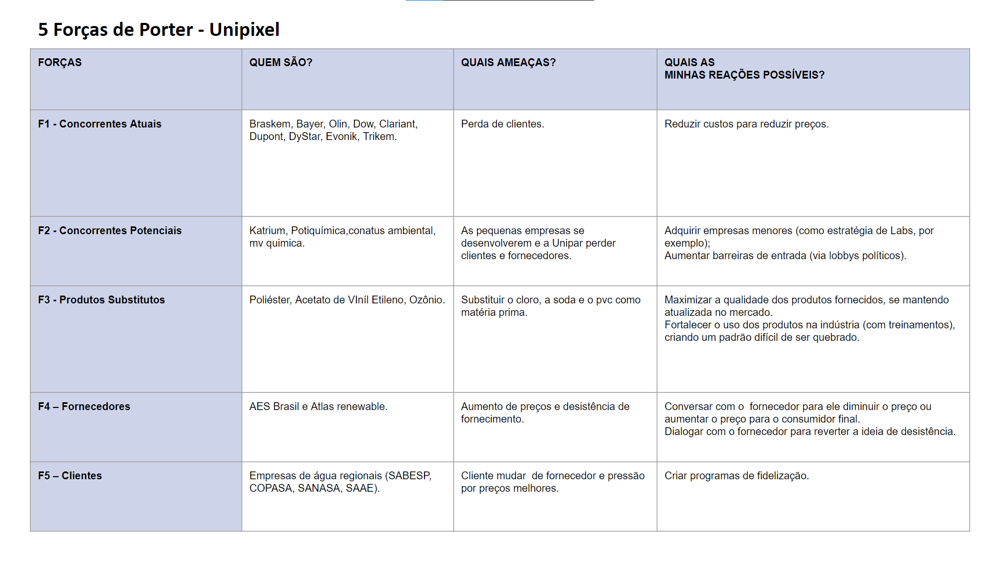 5 Forças de Porter - Unipixel
FORÇAS
QUEM SÃO?
QUAIS AMEAÇAS?
QUAIS AS
MINHAS REAÇÕES POSSÍVEIS?
F1 - Concorrentes Atuais
Braskem, Bayer, Olin, Dow, Clariant,
Dupont, DyStar, Evonik, Trikem.
Perda de clientes.
Reduzir custos para reduzir preços.
F2 - Concorrentes Potenciais
Katrium, Potiquímica,conatus ambiental,
mv quimica.
As pequenas empresas se
desenvolverem e a Unipar perder
clientes e fornecedores.
Adquirir empresas menores (como estratégia de Labs, por
exemplo);
Aumentar barreiras de entrada (via lobbys políticos).
F3 - Produtos Substitutos
Poliéster, Acetato de VIníl Etileno, Ozônio.
Substituir o cloro, a soda e o pvc como
matéria prima.
Maximizar a qualidade dos produtos fornecidos, se mantendo
atualizada no mercado.
Fortalecer o uso dos produtos na indústria (com treinamentos),
criando um padrão difícil de ser quebrado.
F4 – Fornecedores
AES Brasil e Atlas renewable.
Aumento de preços e desistência de
fornecimento.
Conversar com o  fornecedor para ele diminuir o preço ou
aumentar o preço para o consumidor final.
Dialogar com o fornecedor para reverter a ideia de desistência.
F5 – Clientes
Empresas de água regionais (SABESP,
COPASA, SANASA, SAAE).
Cliente mudar  de fornecedor e pressão
por preços melhores.
Criar programas de fidelização.